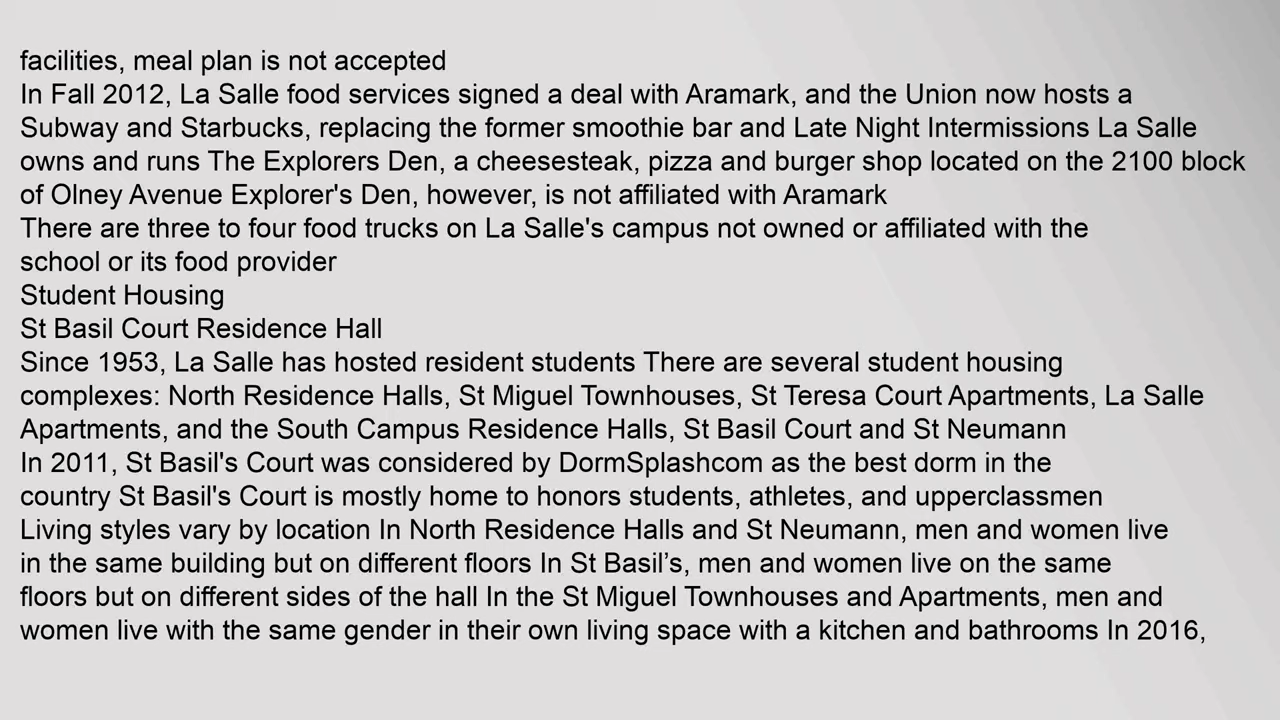 facilities, meal plan is not accepted
In Fall 2012, La Salle food services signed a deal with Aramark, and the Union now hosts a
Subway and Starbucks, replacing the former smoothie bar and Late Night Intermissions La Salle
owns and runs The Explorers Den, a cheesesteak, pizza and burger shop located on the 2100 block
of Olney Avenue Explorer's Den, however, is not affiliated with Aramark
There are three to four food trucks on La Salle's campus not owned or affiliated with the
school or its food provider
Student Housing
St Basil Court Residence Hall
Since 1953, La Salle has hosted resident students There are several student housing
complexes: North Residence Halls, St Miguel Townhouses, St Teresa Court Apartments, La Salle
Apartments, and the South Campus Residence Halls, St Basil Court and St Neumann
In 2011, St Basil's Court was considered by DormSplashcom as the best dorm in the
country St Basil's Court is mostly home to honors students, athletes, and upperclassmen
Living styles vary by location In North Residence Halls and St Neumann, men and women live
in the same building but on different floors In St Basil’s, men and women live on the same
floors but on different sides of the hall In the St Miguel Townhouses and Apartments, men and
women live with the same gender in their own living space with a kitchen and bathrooms In 2016,